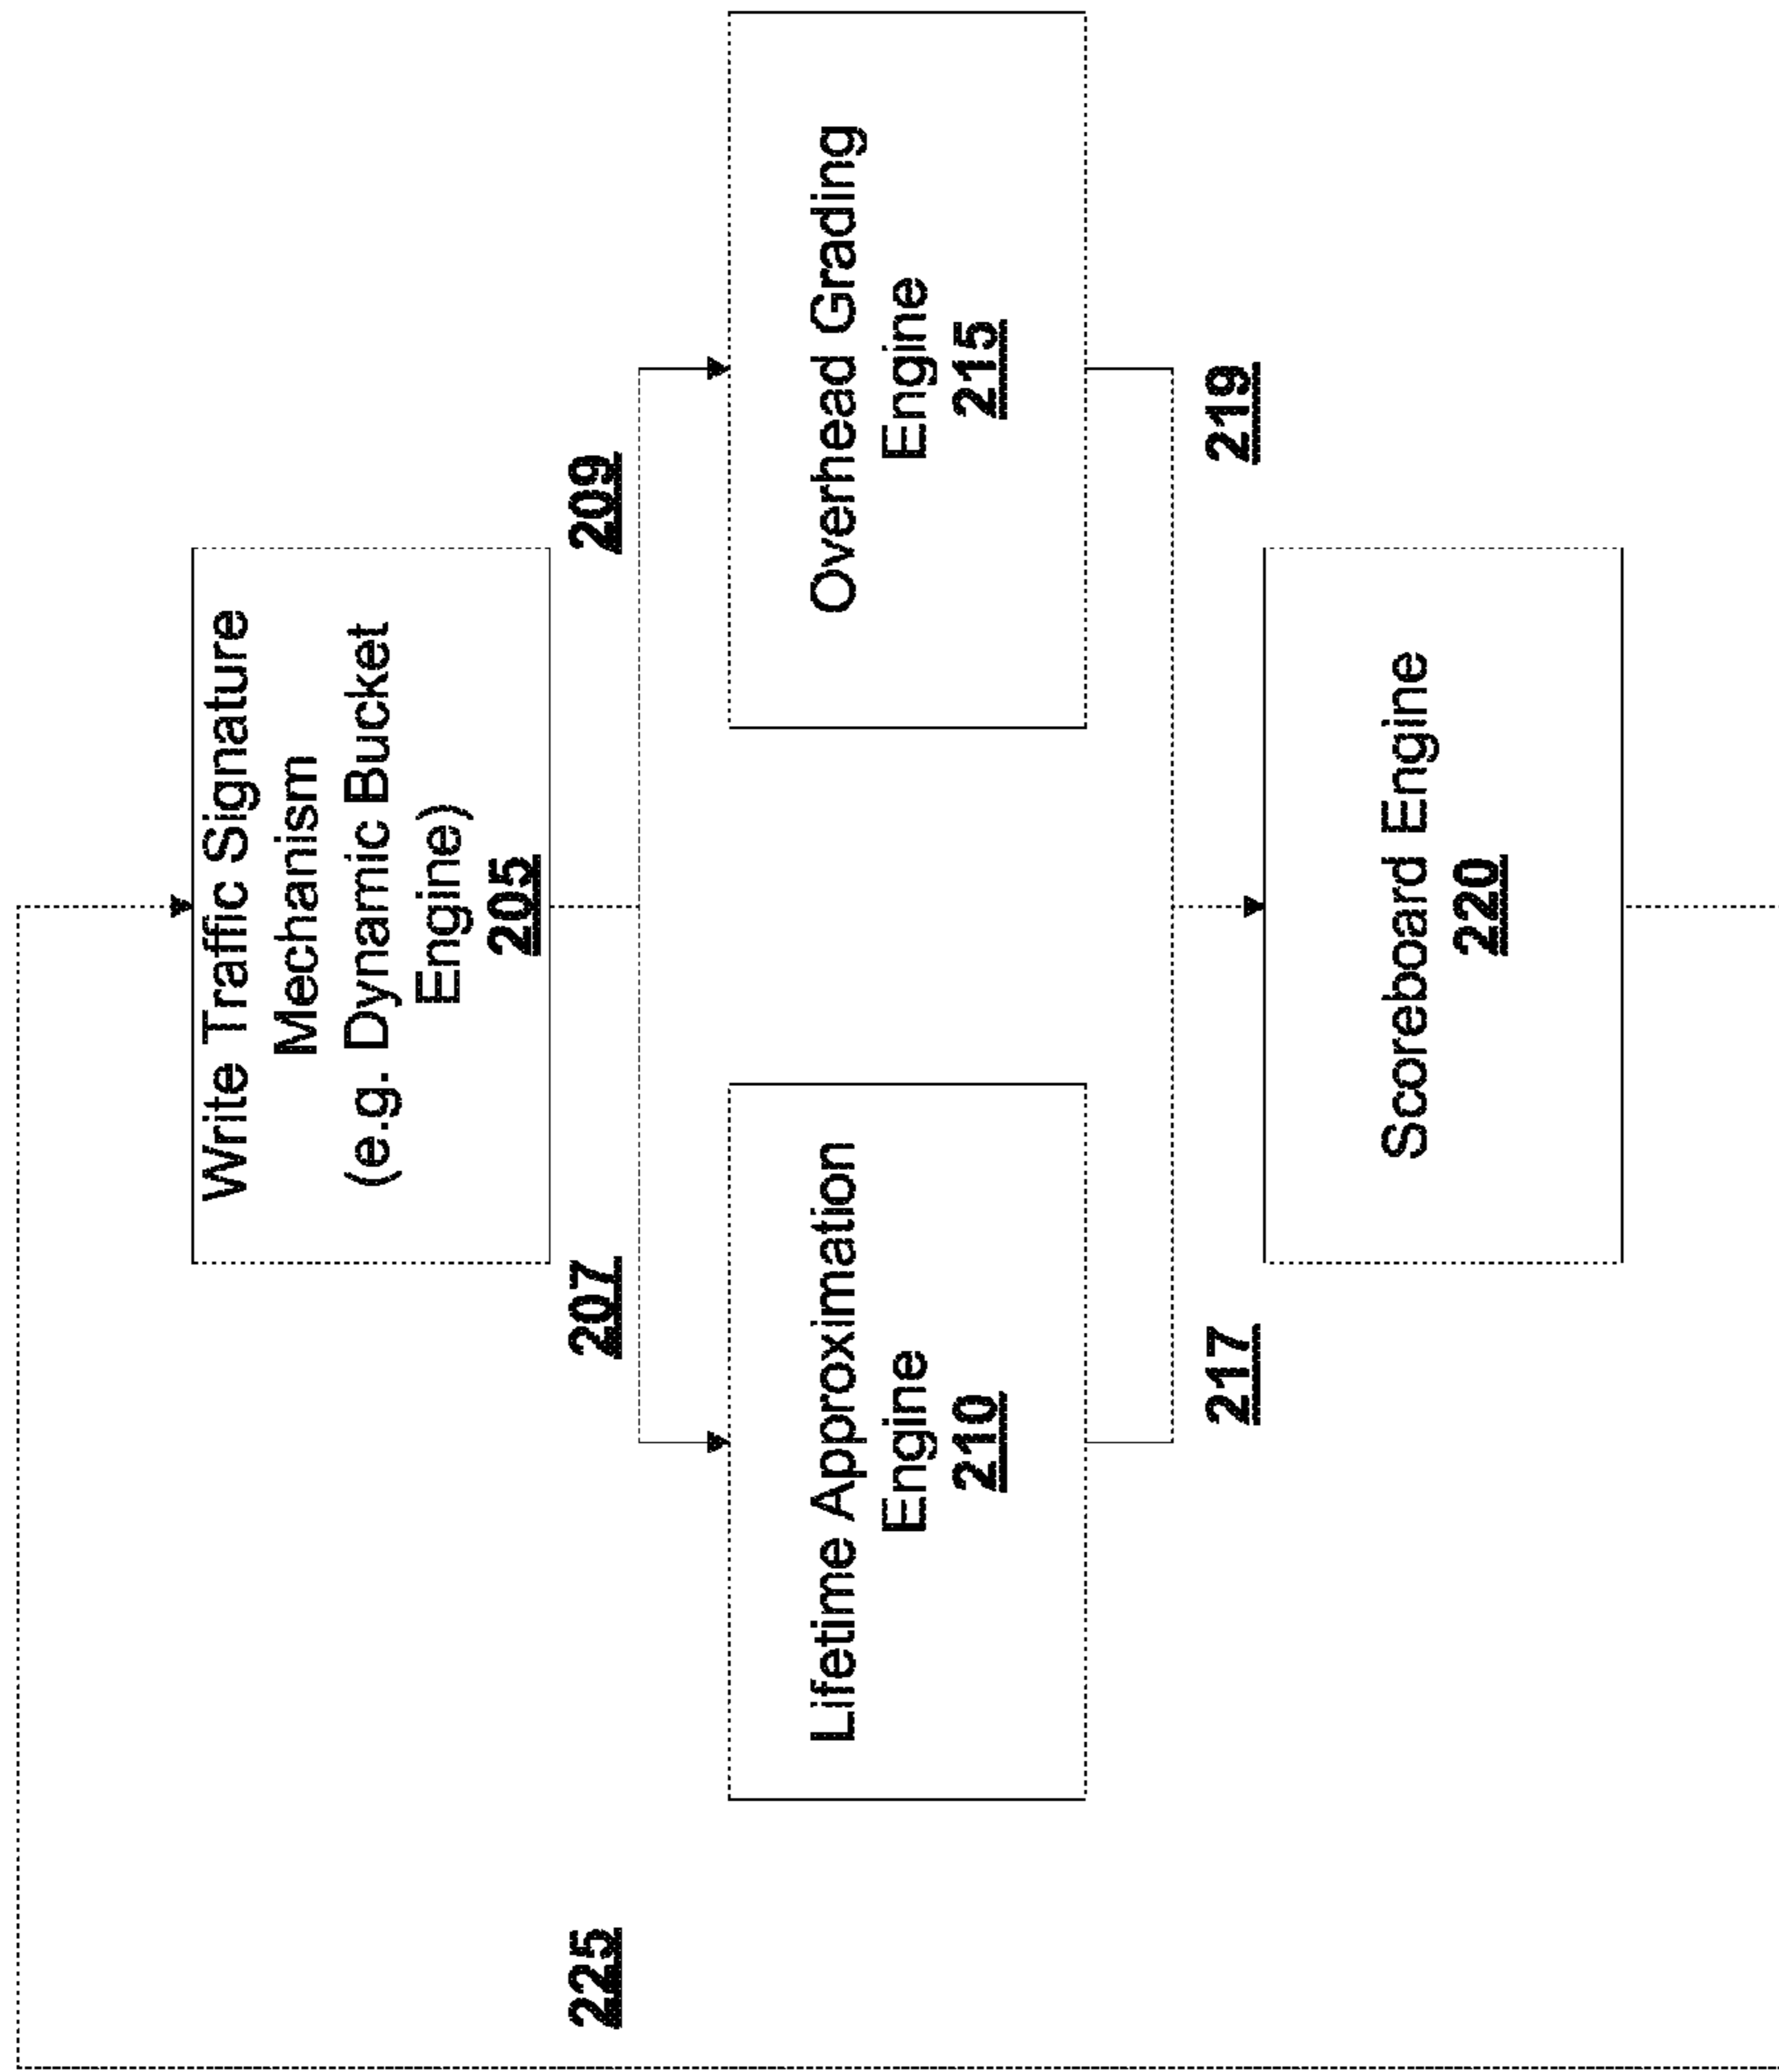 Write Traffic Signature
Mechanism
(e.g. Dynamic Bucket
Engine)
205
225
207
209
Lifetime Approximation
Engine
210
Overhead Grading
Engine
215
217
219
Scoreboard Engine
220